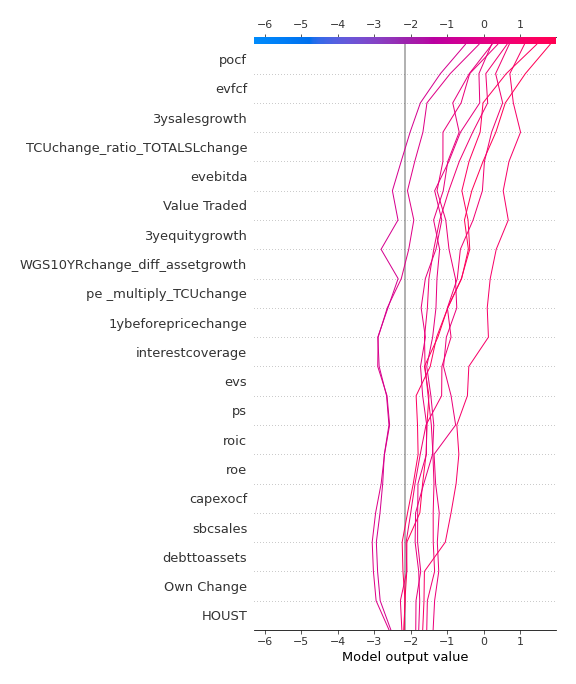 −6 −5 −4 −3 −2 −1 0 1
pocf
evfcf
3ysalesgrowth
TCUchange_ratio_TOTALSLchange
evebitda
Value Traded
3yequitygrowth
WGS10YRchange_diff_assetgrowth
pe _multiply_TCUchange
1ybeforepricechange
interestcoverage
evs
ps
roic
roe
capexocf
sbcsales
debttoassets
Own Change
HOUST
−6 −5 −4 −3 −2 −1 0 1
Model output value